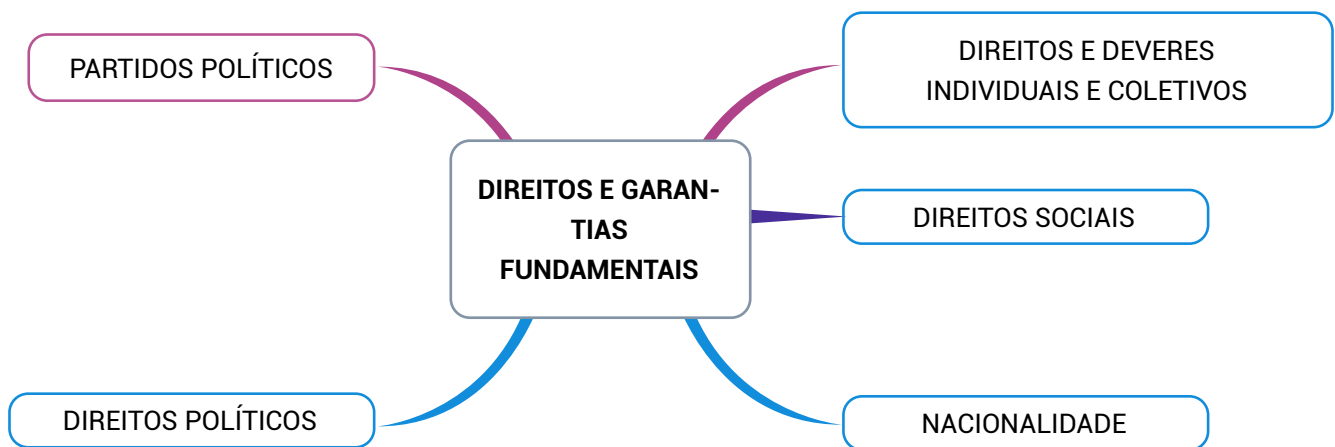 PARTIDOS POLÍTICOS
DIREITOS E DEVERES
INDIVIDUAIS E COLETIVOS
DIREITOS E GARAN-
TIAS
FUNDAMENTAIS
DIREITOS SOCIAIS
DIREITOS POLÍTICOS
NACIONALIDADE